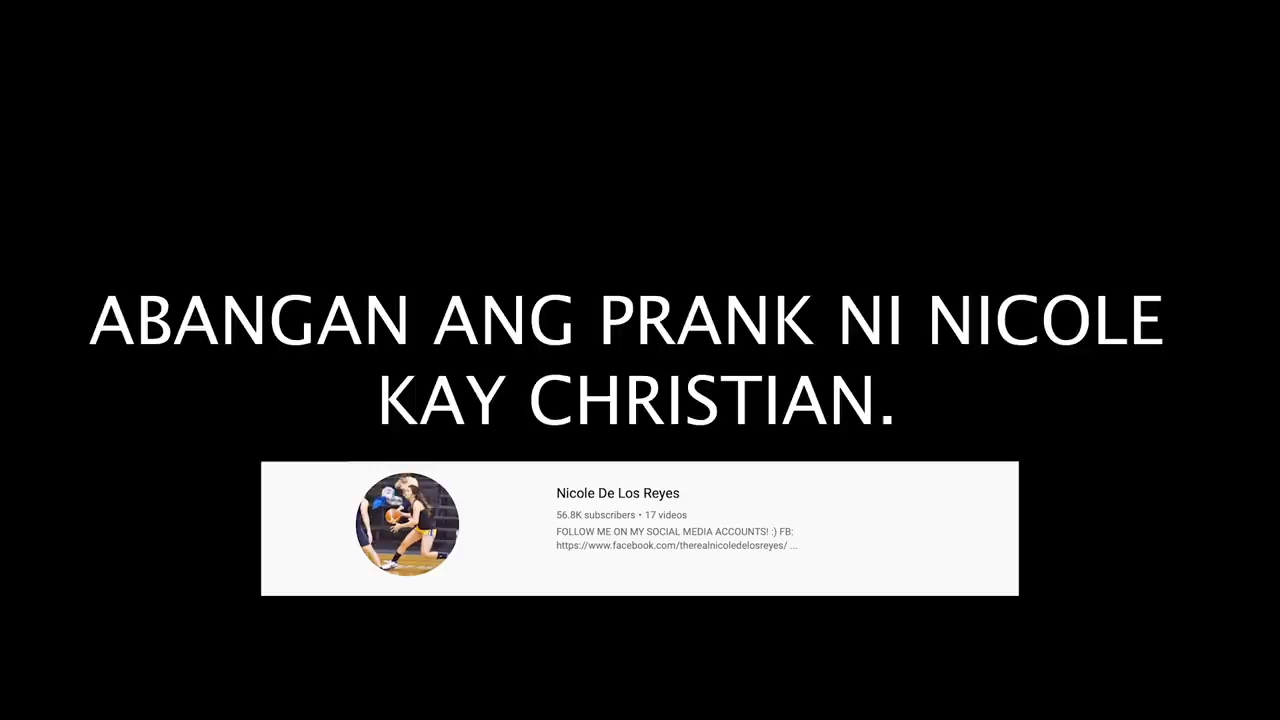 ABANGAN ANG PRANK NI NICOLE
KAY CHRISTIAN.
Nicole De Los Reyes
56.8K subscribers • 17 videos
FOLLOW ME ON MY SOCIAL MEDIA ACCOUNTS! :) FB:
https://www.facebook.com/therealnicoledelosreyes/ ...